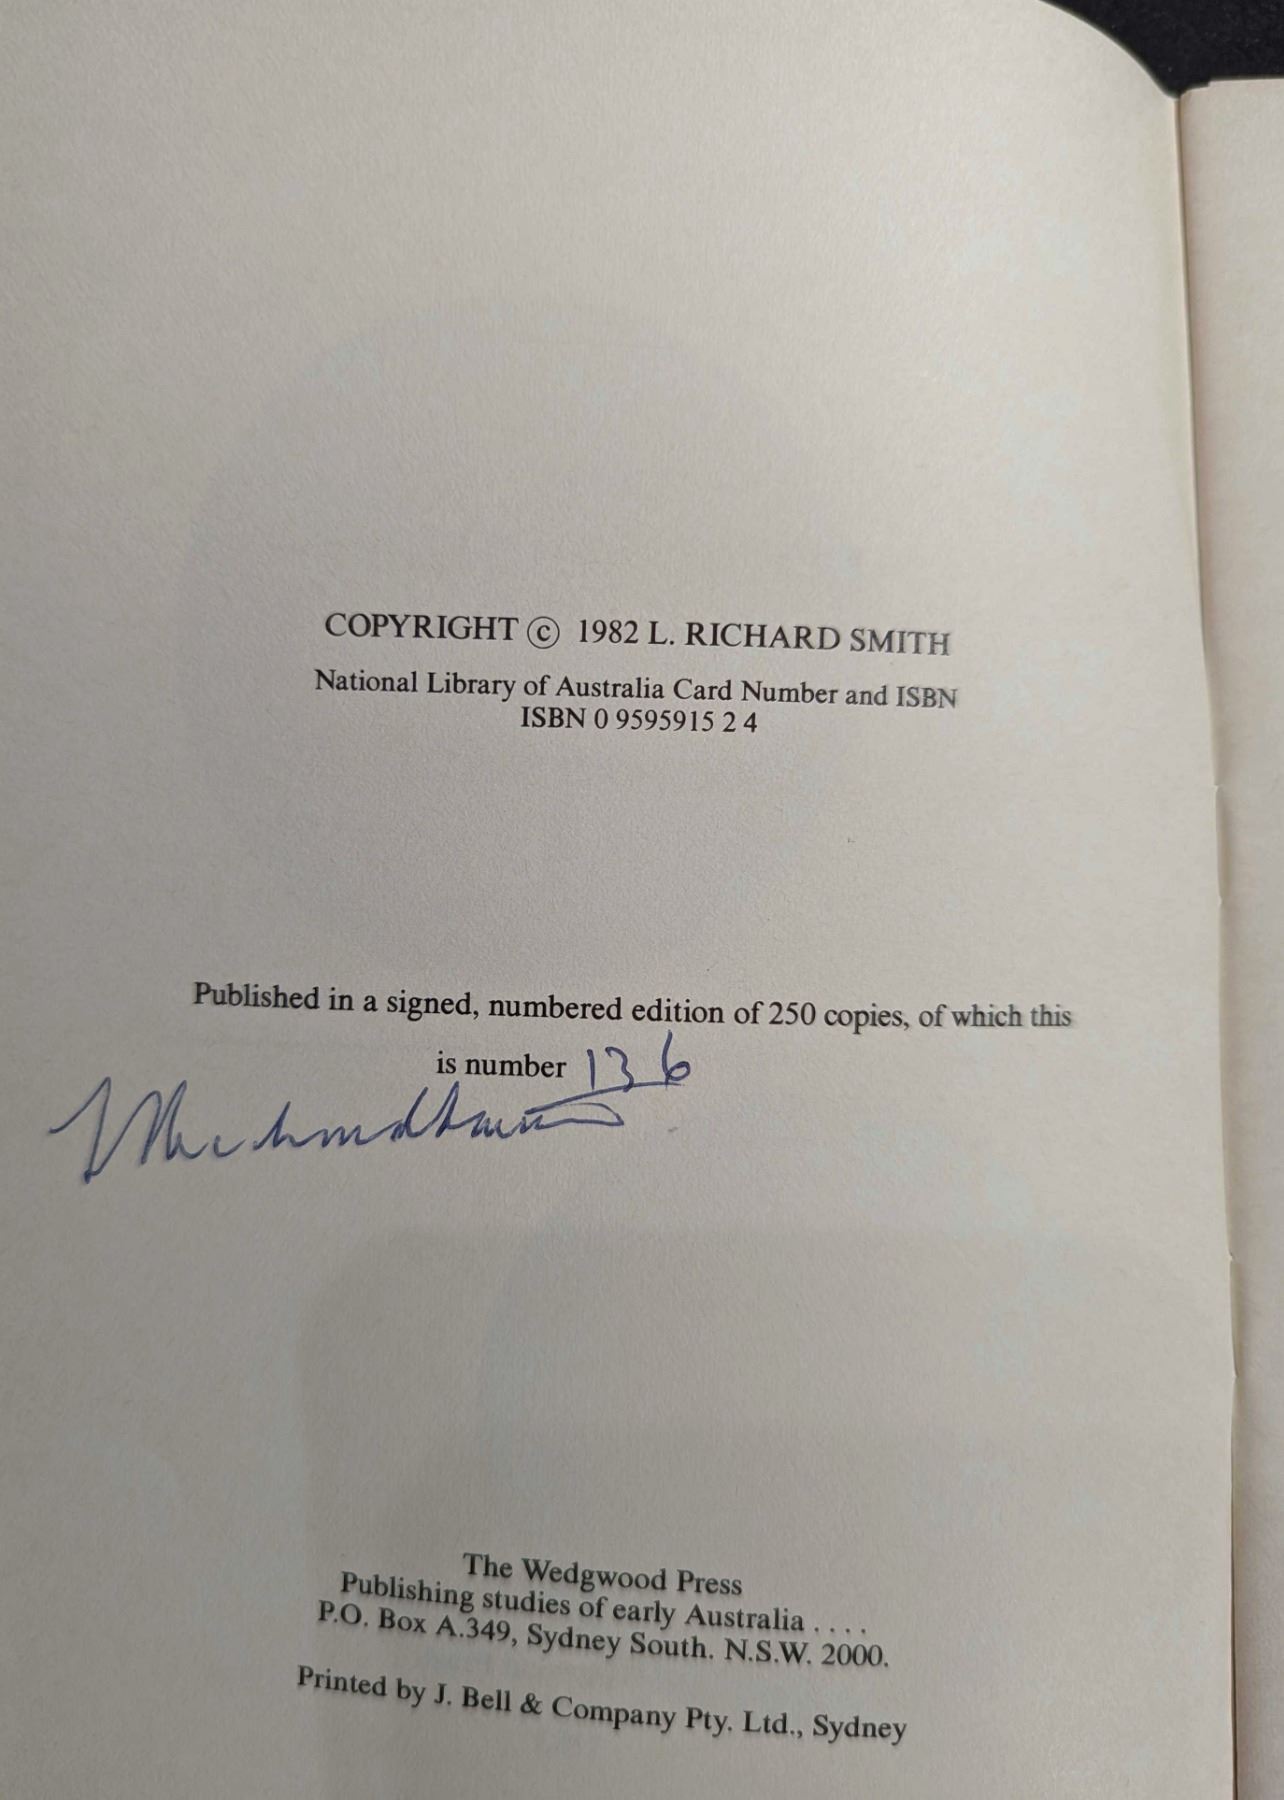 COPYRIGHT © 1982 L. RICHARD SMITH
National Library of Australia Card Number and ISBN
ISBN 0 9595915 2 4
Published in a signed, numbered edition of 250 copies, of which this
is number 136
The Wedgwood Press
Publishing studies of early Australia . . . .
P.O. Box A.349, Sydney South. N.S.W. 2000.
Printed by J. Bell & Company Pty. Ltd., Sydney